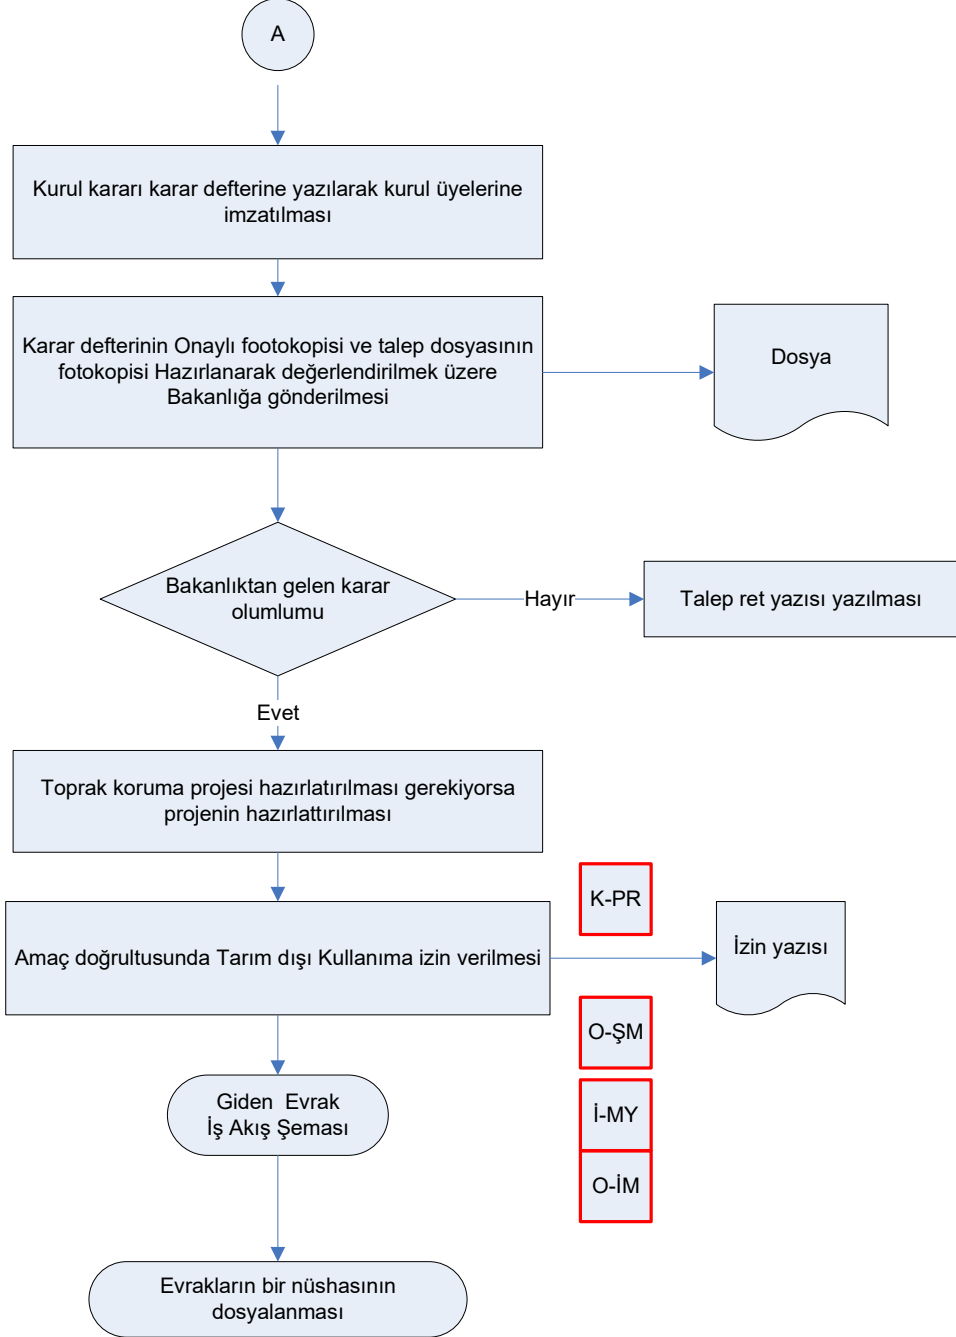 A
Kurul kararı karar defterine yazılarak kurul üyelerine
imzatılması
Karar defterinin Onaylı footokopisi ve talep dosyasının
fotokopisi Hazırlanarak değerlendirilmek üzere
Bakanlığa gönderilmesi
Dosya
Bakanlıktan gelen karar
olumlumu
Hayır
Talep ret yazısı yazılması
Evet
Toprak koruma projesi hazırlatırılması gerekiyorsa
projenin hazırlattırılması
K-PR
Amaç doğrultusunda Tarım dışı Kullanıma izin verilmesi
İzin yazısı
O-ŞM
Giden  Evrak
İş Akış Şeması
İ-MY
O-İM
Evrakların bir nüshasının
dosyalanması